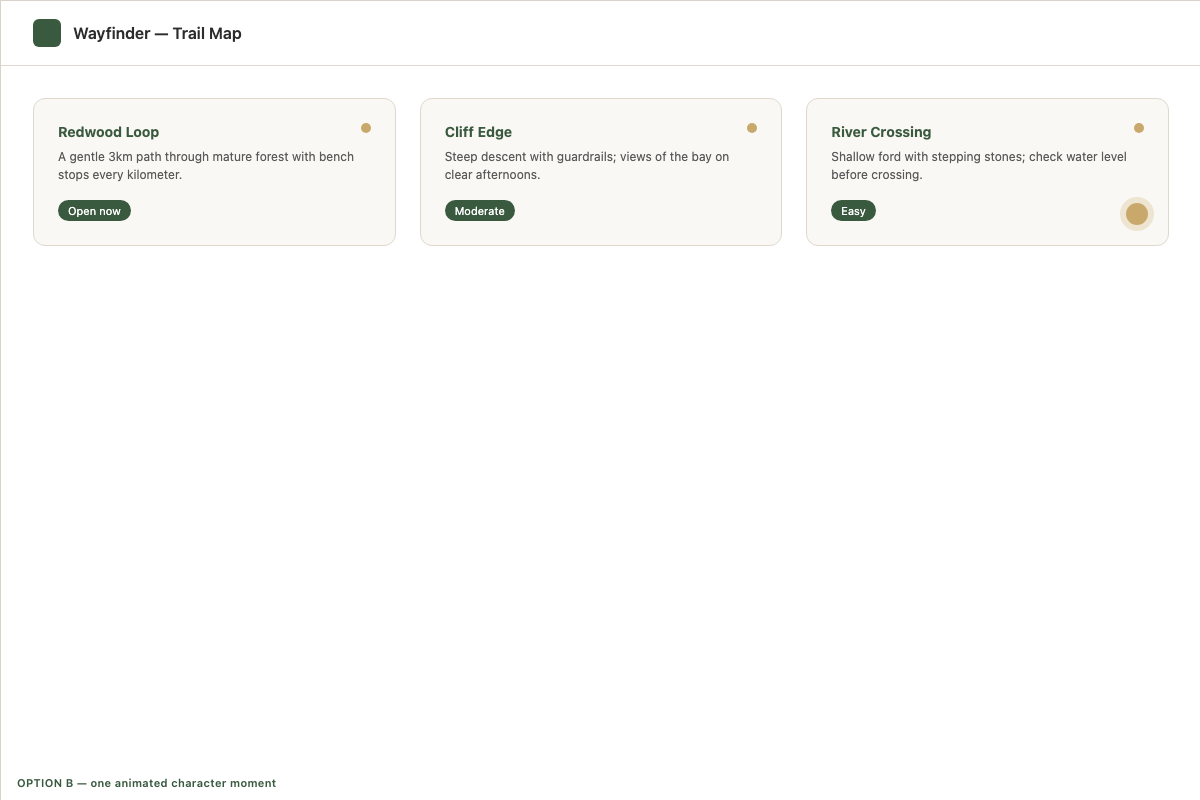 Wayfinder — Trail Map
Redwood Loop
A gentle 3km path through mature forest with bench
stops every kilometer.
Open now
Cliff Edge
Steep descent with guardrails; views of the bay on
clear afternoons.
Moderate
River Crossing
Shallow ford with stepping stones; check water level
before crossing.
Easy
OPTION B — one animated character moment